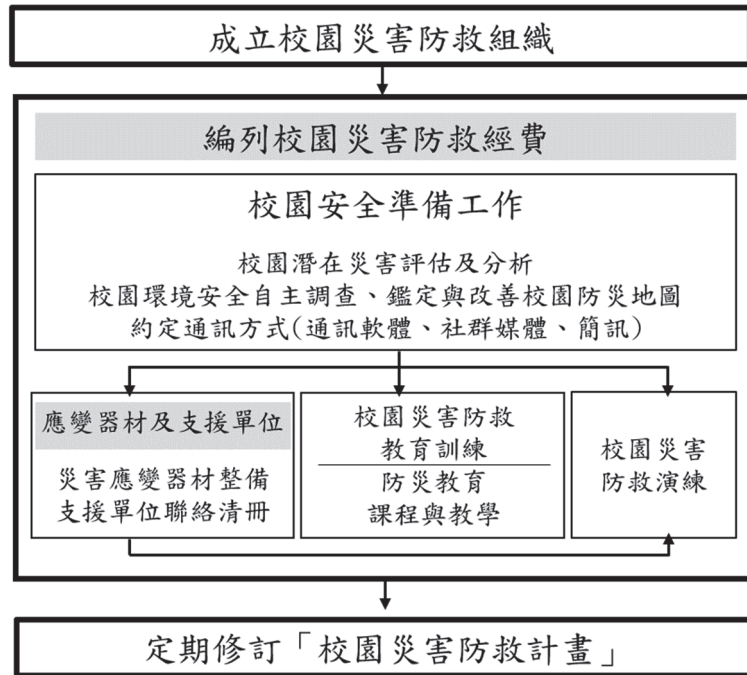 成立校園災害防救組織
編列校園災害防救經費
校園安全準備工作
校園潛在災害評估及分析
校園環境安全自主調查、鑑定與改善校園防災地圖
約定通訊方式(通訊軟體、社群媒體、簡訊)
應變器材及支援單位
災害應變器材整備
支援單位聯絡清冊
校園災害防救
教育訓練
防災教育
課程與教學
校園災害
防救演練
定期修訂「校園災害防救計畫」